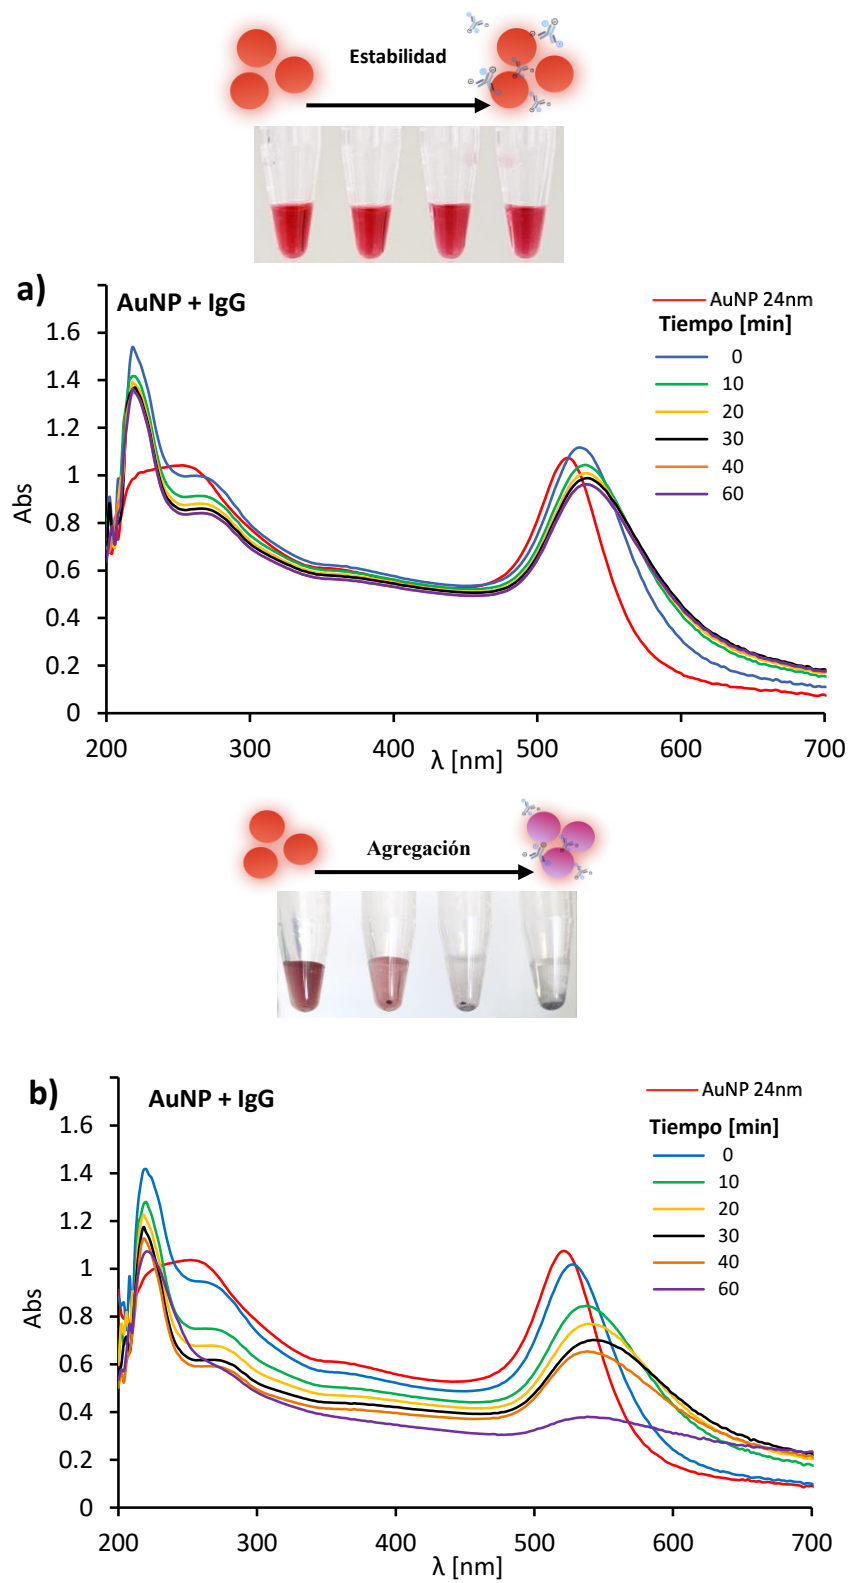 Estabilidad
a)
AuNP + IgG
AuNP 24nm
Tiempo [min]
0
10
20
30
40
60
Abs
1.6
1.4
1.2
1
0.8
0.6
0.4
0.2
0
200 300 400 500 600 700
λ [nm]
Agregación
b)
AuNP + IgG
AuNP 24nm
Tiempo [min]
0
10
20
30
40
60
Abs
1.6
1.4
1.2
1
0.8
0.6
0.4
0.2
0
200 300 400 500 600 700
λ [nm]